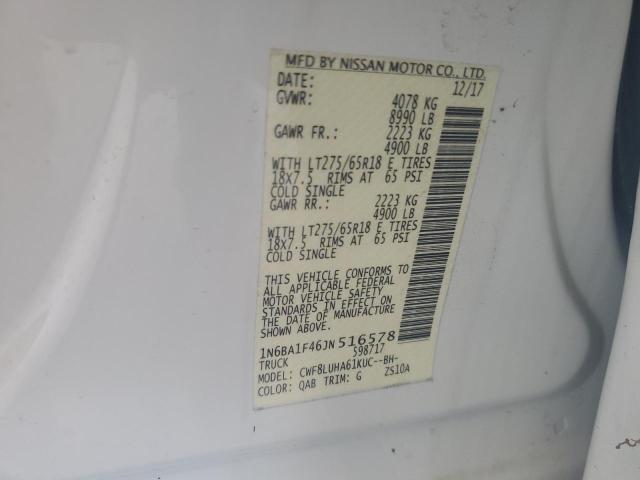 MFD BY NISSAN MOTOR CO., LTD.
DATE: 12/17
GVWR: 4078 KG
8990 LB
GAWR FR.: 2223 KG
4900 LB
WITH LT275/65R18 E TIRES
18X7.5 RIMS AT 65 PSI
COLD SINGLE
GAWR RR.: 2223 KG
4900 LB
WITH LT275/65R18 E TIRES
18X7.5 RIMS AT 65 PSI
COLD SINGLE
THIS VEHICLE CONFORMS TO
ALL APPLICABLE FEDERAL
MOTOR VEHICLE SAFETY
STANDARDS IN EFFECT ON
THE DATE OF MANUFACTURE
SHOWN ABOVE.
1N6BA1F46JN516578
TRUCK 598717
MODEL: CWF8LUHA61KUC--BH-
COLOR: QAB TRIM: G ZS10A